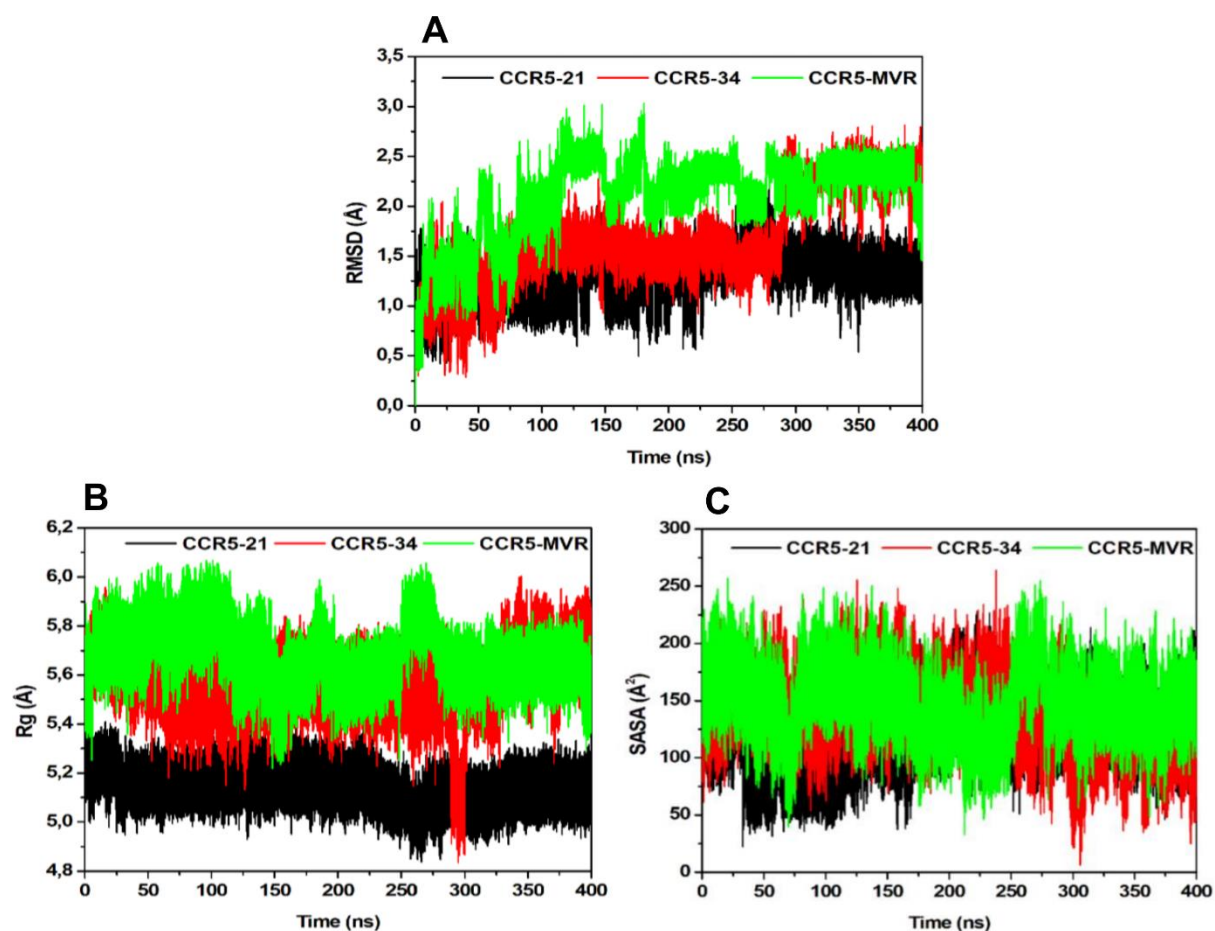 A
3,5
CCR5-21 CCR5-34 CCR5-MVR
3,0
2,5
2,0
1,5
1,0
0,5
0,0
RMSD (Å)
0 50 100 150 200 250 300 350 400
Time (ns)
B
6,2
CCR5-21 CCR5-34 CCR5-MVR
6,0
5,8
5,6
5,4
5,2
5,0
4,8
Rg (Å)
0 50 100 150 200 250 300 350 400
Time (ns)
C
300
CCR5-21 CCR5-34 CCR5-MVR
250
200
150
100
50
0
SASA (Å²)
0 50 100 150 200 250 300 350 400
Time (ns)